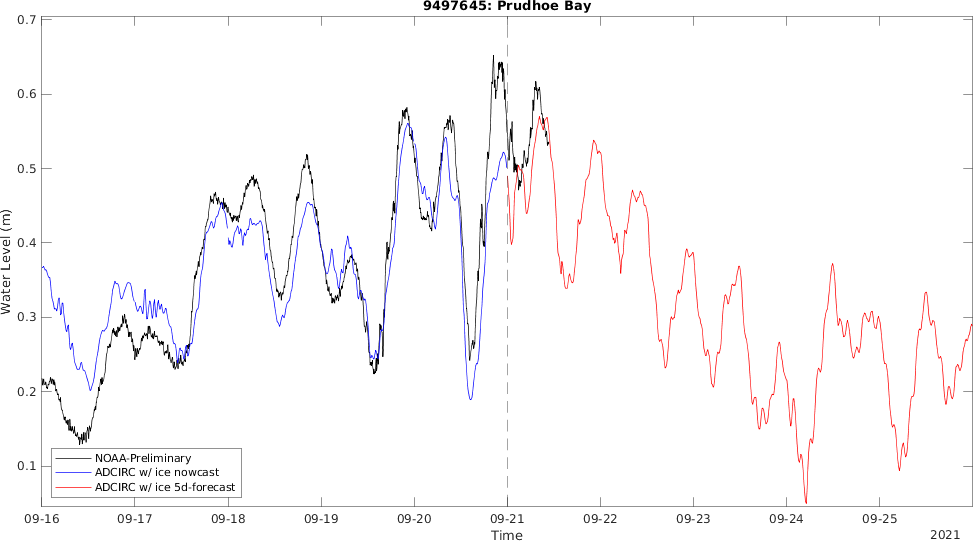 9497645: Prudhoe Bay
0.7
0.6
0.5
0.4
0.3
0.2
0.1
Water Level (m)
NOAA-Preliminary
ADCIRC w/ ice nowcast
ADCIRC w/ ice 5d-forecast
09-16 09-17 09-18 09-19 09-20 09-21 09-22 09-23 09-24 09-25
Time
2021